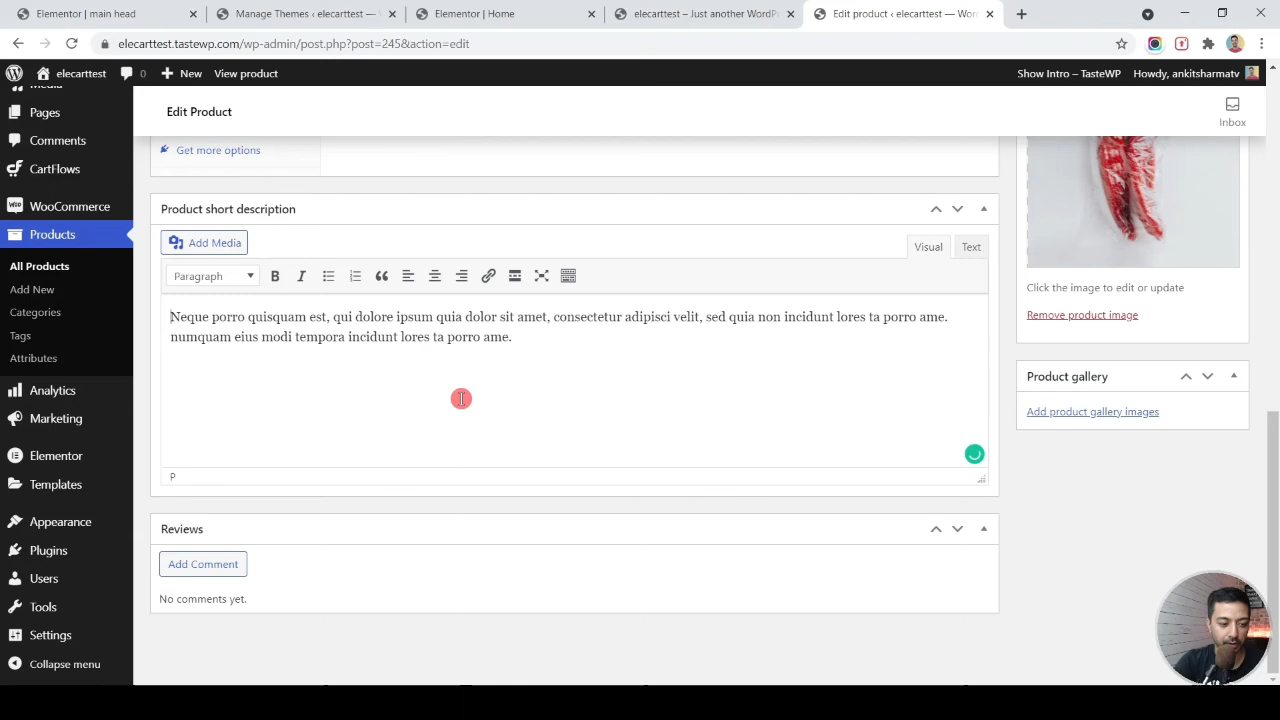 Elementor | main head
Manage Themes ‹ elecarttest — W
Elementor | Home
elecarttest – Just another WordPr
Edit product ‹ elecarttest — Wor
elecarttest.tastewp.com/wp-admin/post.php?post=245&action=edit
elecarttest
0
New
View product
Show Intro – TasteWP
Howdy, ankitsharmatv
Media
Pages
Comments
CartFlows
WooCommerce
Products
All Products
Add New
Categories
Tags
Attributes
Analytics
Marketing
Elementor
Templates
Appearance
Plugins
Users
Tools
Settings
Collapse menu
Edit Product
Inbox
Get more options
Product short description
Add Media
Visual
Text
Paragraph
B
I
Neque porro quisquam est, qui dolore ipsum quia dolor sit amet, consectetur adipisci velit, sed quia non incidunt lores ta porro ame.
numquam eius modi tempora incidunt lores ta porro ame.
P
Reviews
Add Comment
No comments yet.
Click the image to edit or update
Remove product image
Product gallery
Add product gallery images